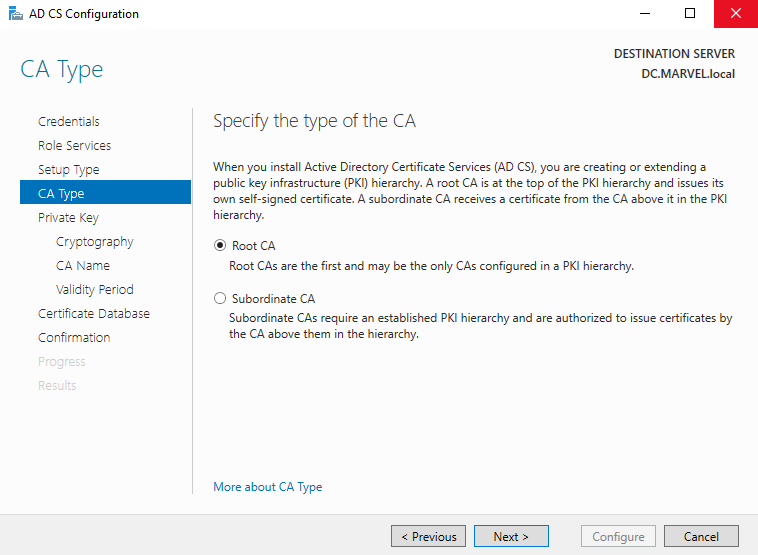 AD CS Configuration
CA Type
DESTINATION SERVER
DC.MARVEL.local
Credentials
Role Services
Setup Type
CA Type
Private Key
Cryptography
CA Name
Validity Period
Certificate Database
Confirmation
Progress
Results
Specify the type of the CA
When you install Active Directory Certificate Services (AD CS), you are creating or extending a
public key infrastructure (PKI) hierarchy. A root CA is at the top of the PKI hierarchy and issues its
own self-signed certificate. A subordinate CA receives a certificate from the CA above it in the PKI
hierarchy.
Root CA
Root CAs are the first and may be the only CAs configured in a PKI hierarchy.
Subordinate CA
Subordinate CAs require an established PKI hierarchy and are authorized to issue certificates by
the CA above them in the hierarchy.
More about CA Type
< Previous
Next >
Configure
Cancel